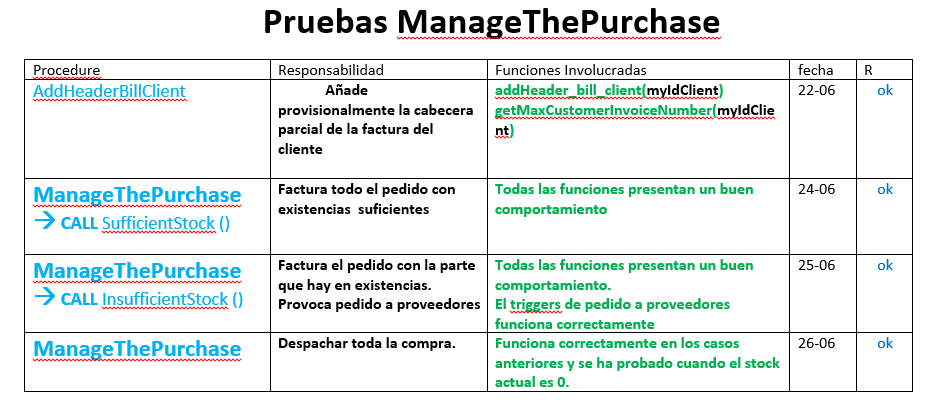 Pruebas ManageThePurchase
Procedure Responsabilidad Funciones Involucradas fecha R
AddHeaderBillClient
Añade
provisionalmente la cabecera
parcial de la factura del
cliente
addHeader_bill_client(myIdClient)
getMaxCustomerInvoiceNumber(myIdClie
nt)
22-06
ok
ManageThePurchase
→ CALL SufficientStock ()
Factura todo el pedido con
existencias suficientes
Todas las funciones presentan un buen
comportamiento
24-06
ok
ManageThePurchase
→ CALL InsufficientStock ()
Factura el pedido con la parte
que hay en existencias.
Provoca pedido a proveedores
Todas las funciones presentan un buen
comportamiento.
El triggers de pedido a proveedores
funciona correctamente
25-06
ok
ManageThePurchase
Despachar toda la compra.
Funciona correctamente en los casos
anteriores y se ha probado cuando el stock
actual es 0.
26-06
ok